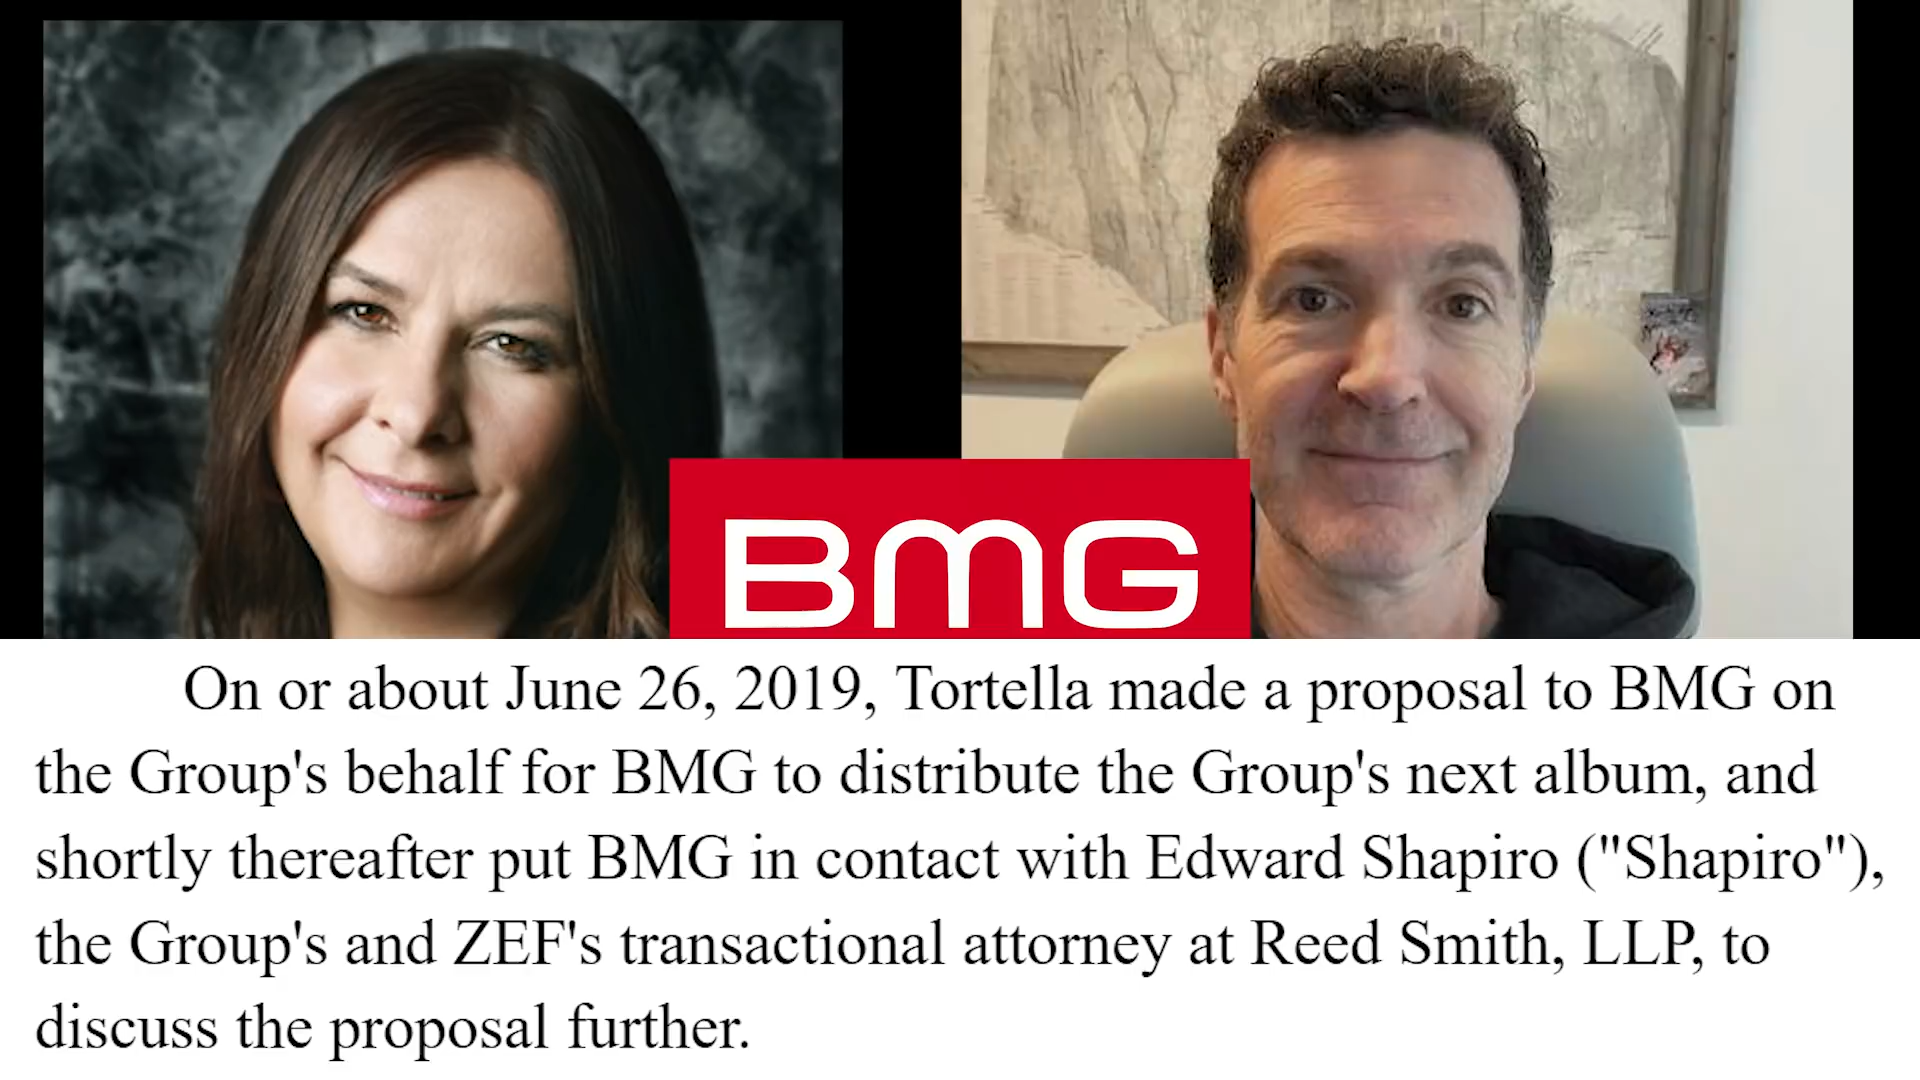 BMG
On or about June 26, 2019, Tortella made a proposal to BMG on
the Group's behalf for BMG to distribute the Group's next album, and
shortly thereafter put BMG in contact with Edward Shapiro ("Shapiro"),
the Group's and ZEF's transactional attorney at Reed Smith, LLP, to
discuss the proposal further.